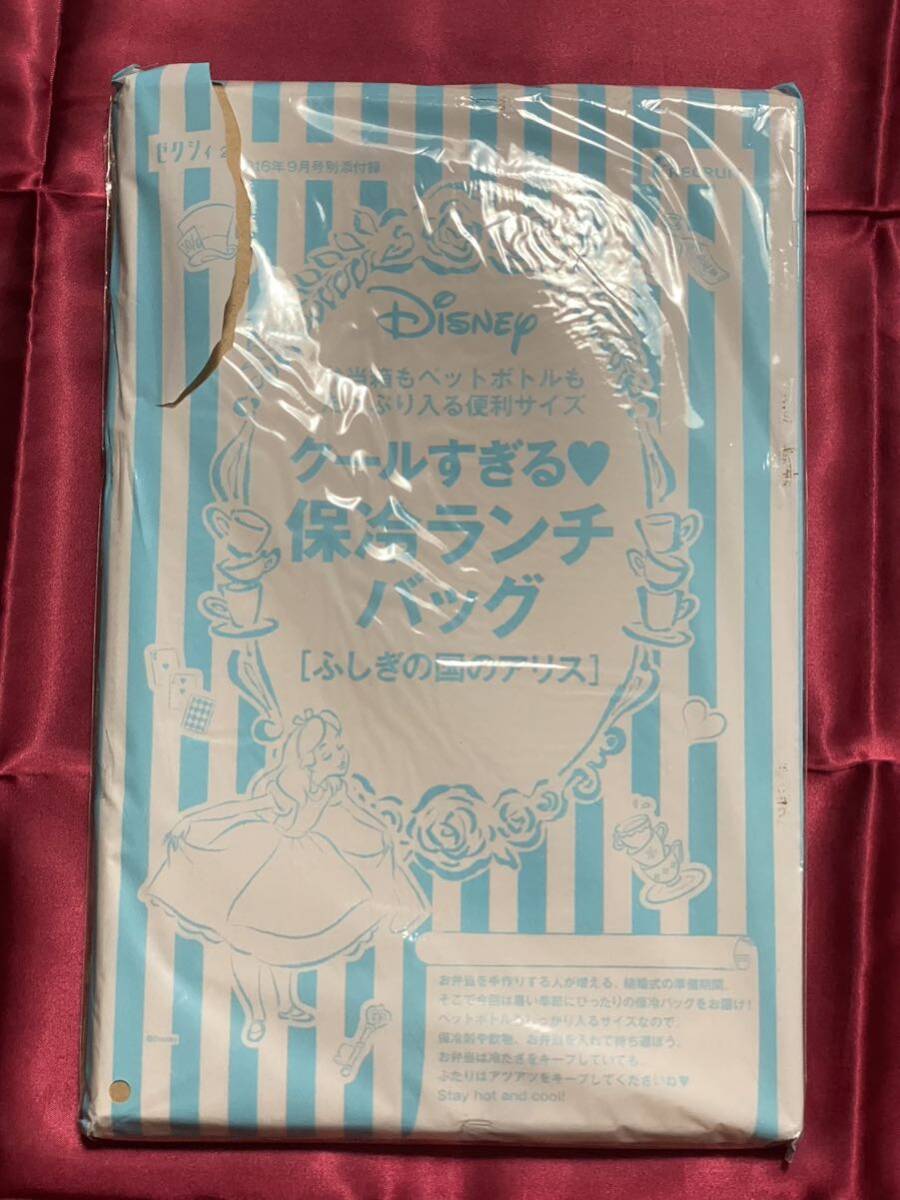 ゼクシィ 2
16年9月号別添付録
Disney
当箱もペットボトルも
ぷり入る便利サイズ
クールすぎる♥
保冷ランチ
バッグ
[ふしぎの国のアリス]
お弁当を手作りする人が増える、結婚式の準備期間。
そこで今回は暑い季節にぴったりの保冷バッグをお届け!
ペットボトルもしっかり入るサイズなので、
保冷剤や飲物、お弁当を入れて持ち運ぼう。
お弁当は冷たさをキープしていても
ふたりはアツアツをキープしてくださいね♥
Stay hot and cool!
©Disney